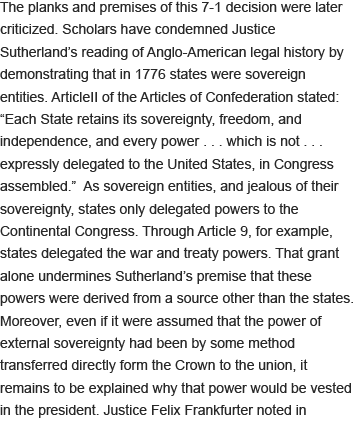 The planks and premises of this 7-1 decision were later
criticized. Scholars have condemned Justice
Sutherland’s reading of Anglo-American legal history by
demonstrating that in 1776 states were sovereign
entities. ArticleII of the Articles of Confederation stated:
“Each State retains its sovereignty, freedom, and
independence, and every power . . . which is not . . .
expressly delegated to the United States, in Congress
assembled.”  As sovereign entities, and jealous of their
sovereignty, states only delegated powers to the
Continental Congress. Through Article 9, for example,
states delegated the war and treaty powers. That grant
alone undermines Sutherland’s premise that these
powers were derived from a source other than the states.
Moreover, even if it were assumed that the power of
external sovereignty had been by some method
transferred directly form the Crown to the union, it
remains to be explained why that power would be vested
in the president. Justice Felix Frankfurter noted in